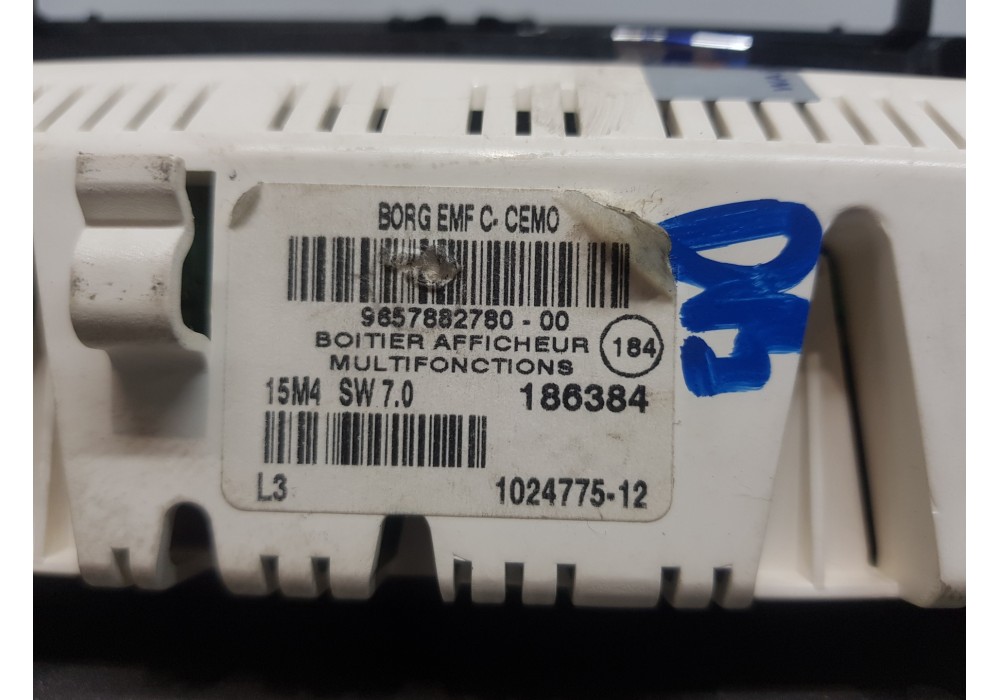 BORG EMF C- CEMO
9657882780 - 00
BOITIER AFFICHEUR
MULTIFONCTIONS
184
15M4 SW 7.0
186384
L3
1024775-12